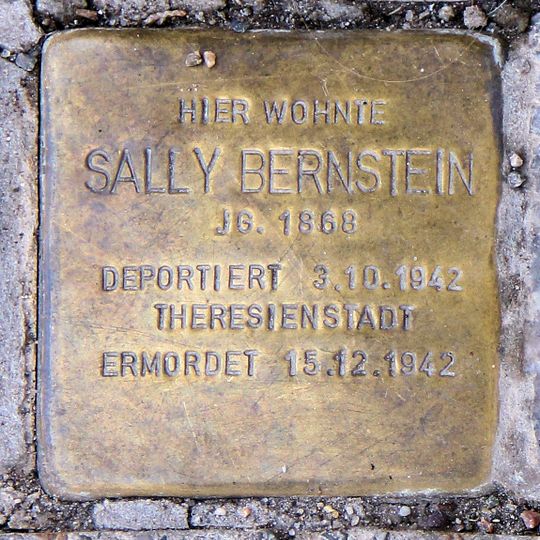 HIER WOHNTE
SALLY BERNSTEIN
JG. 1868
DEPORTIERT 3.10.1942
THERESIENSTADT
ERMORDET 15.12.1942